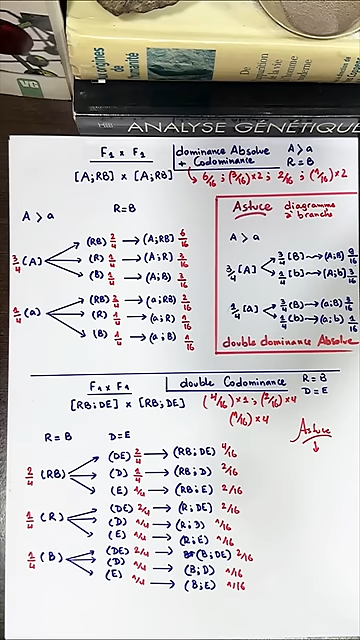 Origines
de
l'humanité
De
la vie
VC
ANALYSE GÉNÉTIQUE
F1 x F1
dominance Absolue
+ Codominance
A > a
R = B
[A;RB] x [A;RB]
6/16 ; (3/16) x 2 ; 2/16 ; (1/16) x 2
A > a
R = B
3/4 [A]
(RB) 2/4 → (A;RB) 6/16
(R) 1/4 → (A;R) 3/16
(B) 1/4 → (A;B) 3/16
1/4 (a)
(RB) 2/4 → (a;RB) 2/16
(R) 1/4 → (a;R) 1/16
(B) 1/4 → (a;B) 1/16
Astuce diagramme
à branche
A > a
3/4 [A]
3/4 [B] → (A;B) 9/16
1/4 [b] → (A;b) 3/16
1/4 [a]
3/4 [B] → (a;B) 3/16
1/4 [b] → (a;b) 1/16
double dominance Absolue
F1 x F1
double Codominance
R = B
D = E
[RB;DE] x [RB;DE]
(4/16) x 1 ; (2/16) x 4
(1/16) x 4
Astuce
R = B
D = E
2/4 (RB)
(DE) 2/4 → (RB;DE) 4/16
(D) 1/4 → (RB;D) 2/16
(E) 1/4 → (RB;E) 2/16
1/4 (R)
(DE) 2/4 → (R;DE) 2/16
(D) 1/4 → (R;D) 1/16
(E) 1/4 → (R;E) 1/16
1/4 (B)
(DE) 2/4 → (B;DE) 2/16
(D) 1/4 → (B;D) 1/16
(E) 1/4 → (B;E) 1/16